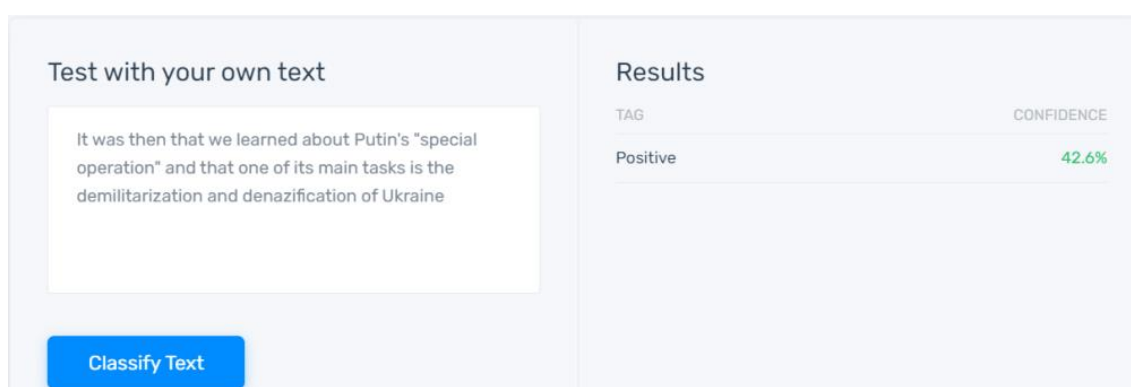 Test with your own text
It was then that we learned about Putin's "special
operation" and that one of its main tasks is the
demilitarization and denazification of Ukraine
Classify Text
Results
TAG CONFIDENCE
Positive 42.6%